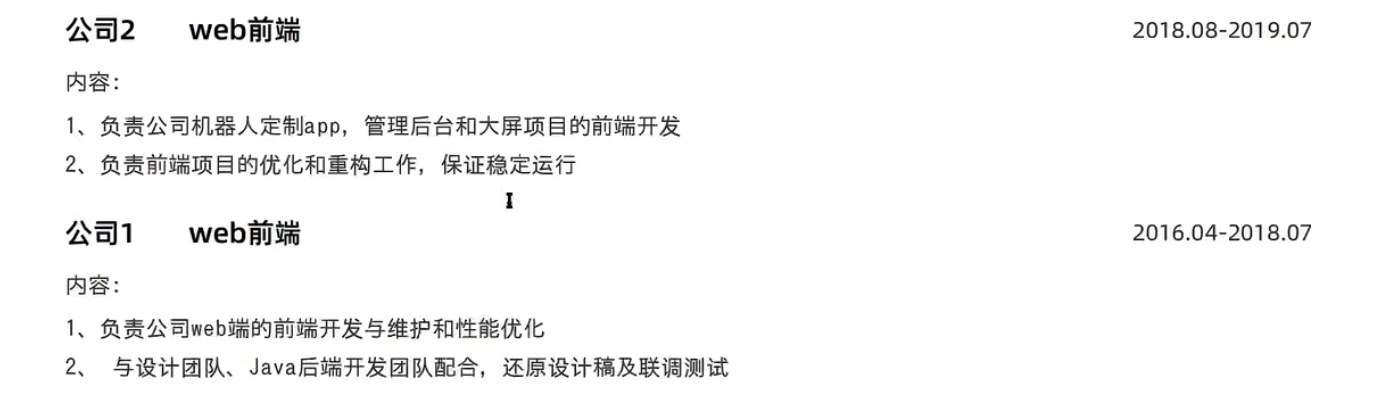 公司2 web前端 2018.08-2019.07
内容:
1、负责公司机器人定制app，管理后台和大屏项目的前端开发
2、负责前端项目的优化和重构工作，保证稳定运行
公司1 web前端 2016.04-2018.07
内容:
1、负责公司web端的前端开发与维护和性能优化
2、 与设计团队、Java后端开发团队配合，还原设计稿及联调测试